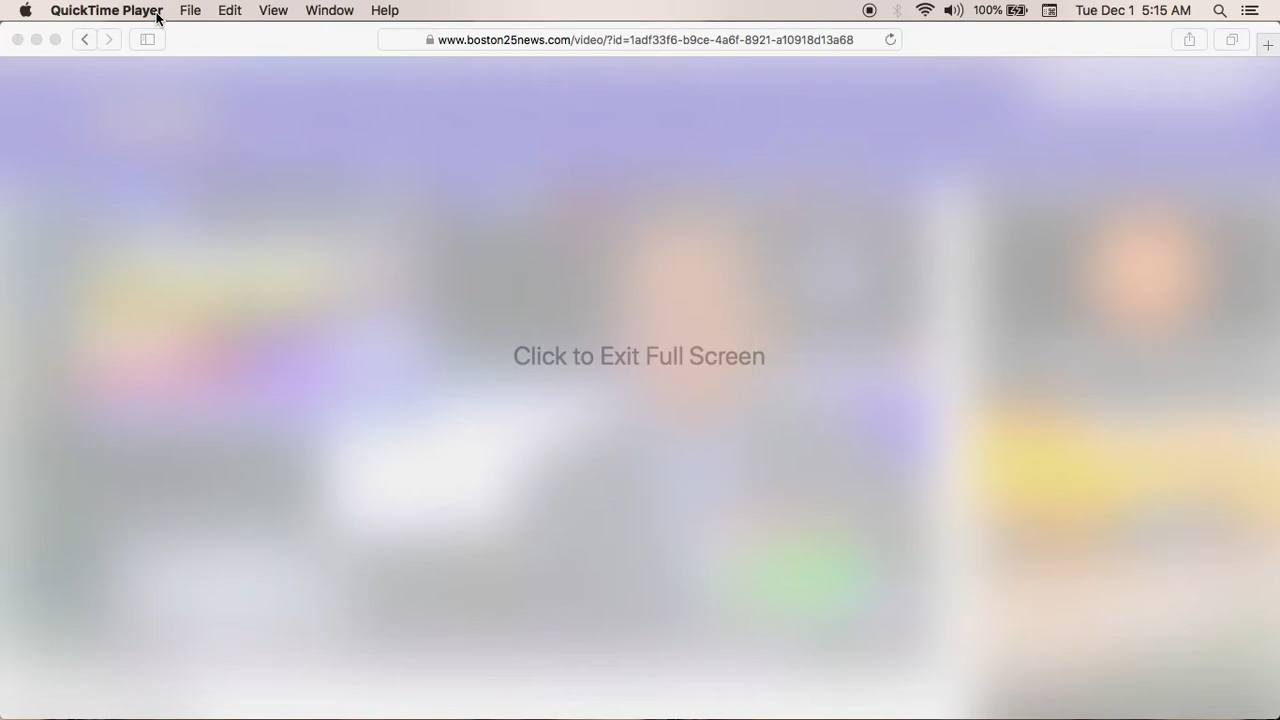 QuickTime Player File Edit View Window Help 100% Tue Dec 1 5:15 AM
www.boston25news.com/video/?id=1adf33f6-b9ce-4a6f-8921-a10918d13a68
Click to Exit Full Screen